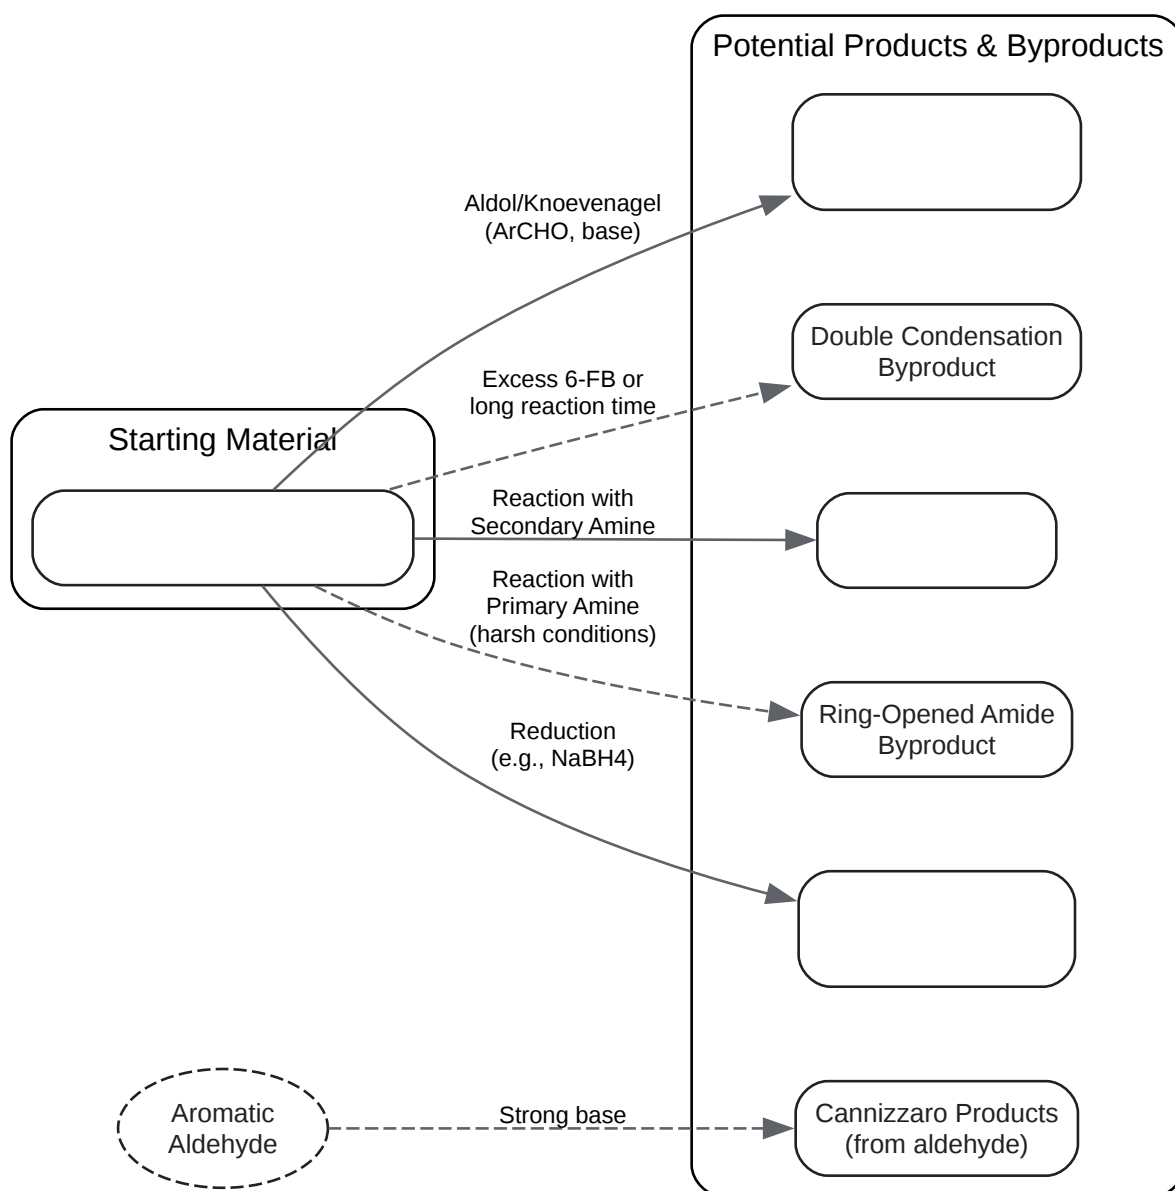 Potential Products & Byproducts
Aldol/Knoevenagel
(ArCHO, base)
Double Condensation
Byproduct
Excess 6-FB or
long reaction time
Starting Material
Reaction with
Secondary Amine
Reaction with
Primary Amine
(harsh conditions)
Ring-Opened Amide
Byproduct
Reduction
(e.g., NaBH4)
Aromatic
Aldehyde
Strong base
Cannizzaro Products
(from aldehyde)